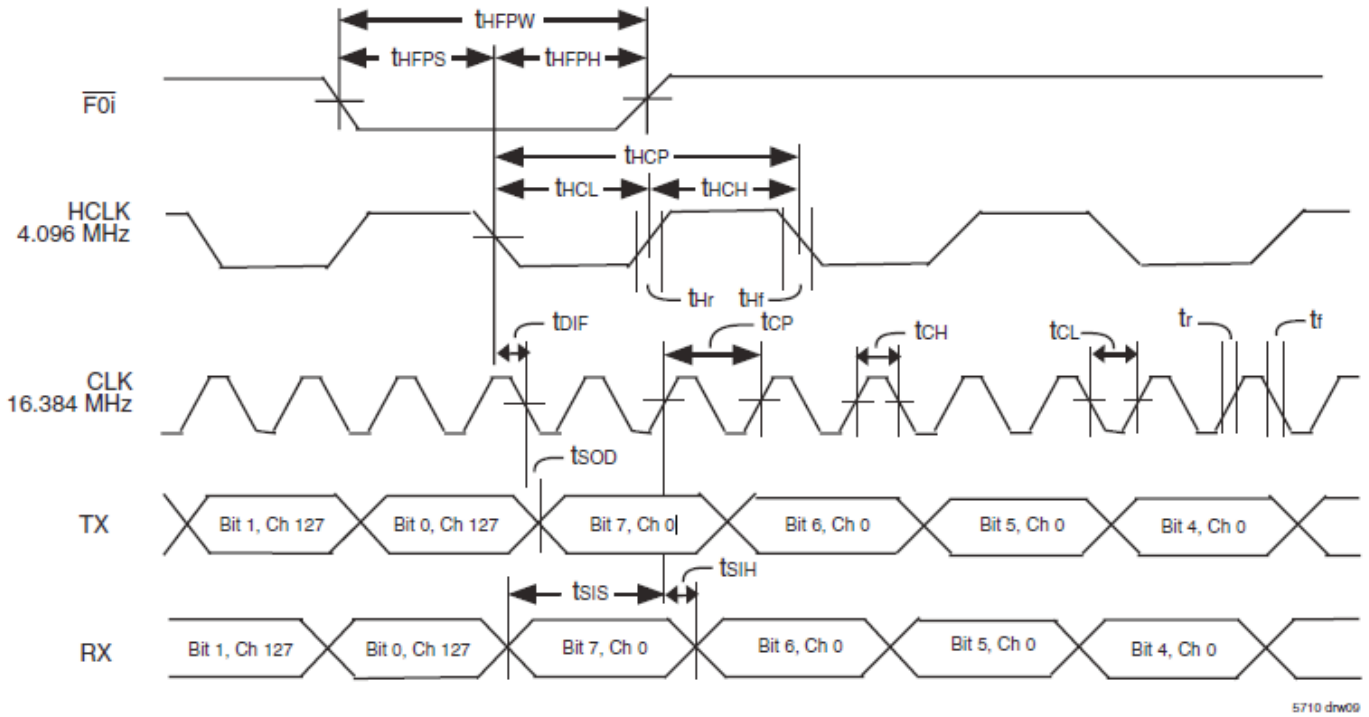 tHFPW
tHFPS tHFPH
F0i
tHCP
tHCL tHCH
HCLK
4.096 MHz
tHr tHf
tDIF tCP tCH tCL tr tf
CLK
16.384 MHz
tSOD
TX Bit 1, Ch 127 Bit 0, Ch 127 Bit 7, Ch 0 Bit 6, Ch 0 Bit 5, Ch 0 Bit 4, Ch 0
tSIS tSIH
RX Bit 1, Ch 127 Bit 0, Ch 127 Bit 7, Ch 0 Bit 6, Ch 0 Bit 5, Ch 0 Bit 4, Ch 0
5710 drw09